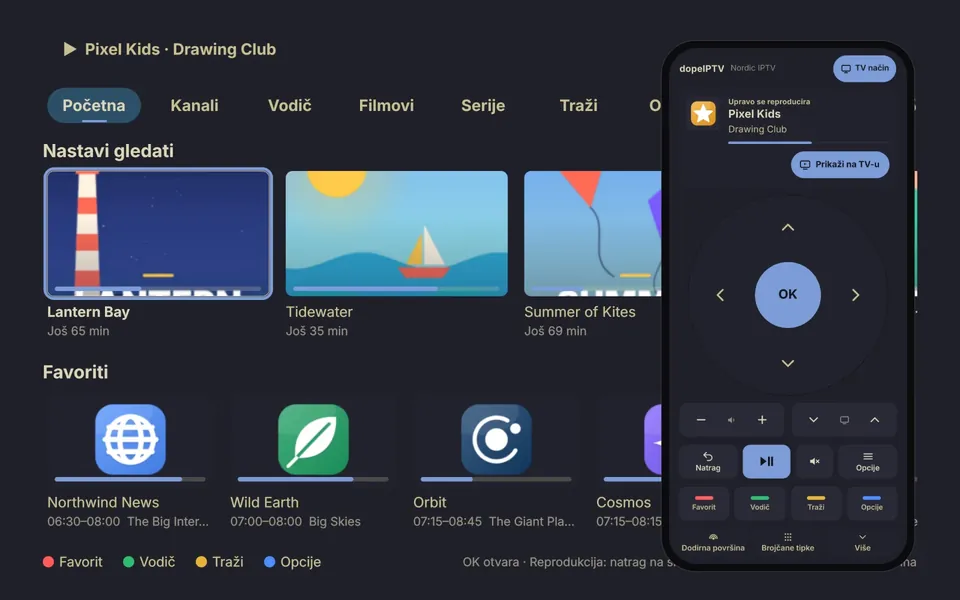 Pixel Kids · Drawing Club
Početna
Kanali
Vodič
Filmovi
Serije
Traži
Nastavi gledati
Lantern Bay
Još 65 min
Tidewater
Još 35 min
Summer of Kites
Još 69 min
Favoriti
Northwind News
06:30–08:00 The Big Inter...
Wild Earth
07:00–08:00 Big Skies
Orbit
07:15–08:45 The Giant Pla...
Cosmos
07:15–08:15
Favorit
Vodič
Traži
Opcije
OK otvara · Reprodukcija: natrag na
dopeIPTV Nordic IPTV
TV način
Upravo se reproducira
Pixel Kids
Drawing Club
Prikaži na TV-u
OK
Natrag
Opcije
Favorit
Vodič
Traži
Opcije
Dodirna površina
Brojčane tipke
Više